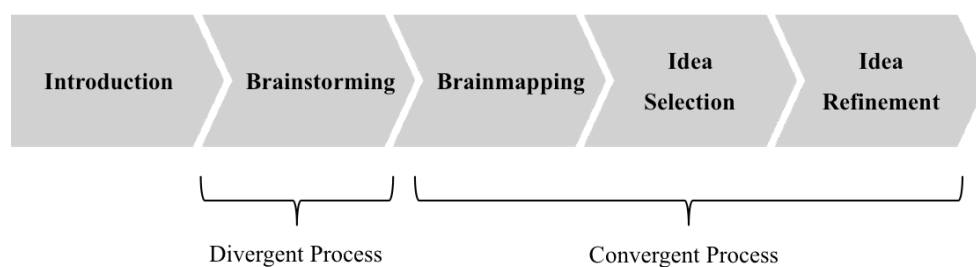 Introduction
Brainstorming
Brainmapping
Idea
Selection
Idea
Refinement
Divergent Process
Convergent Process